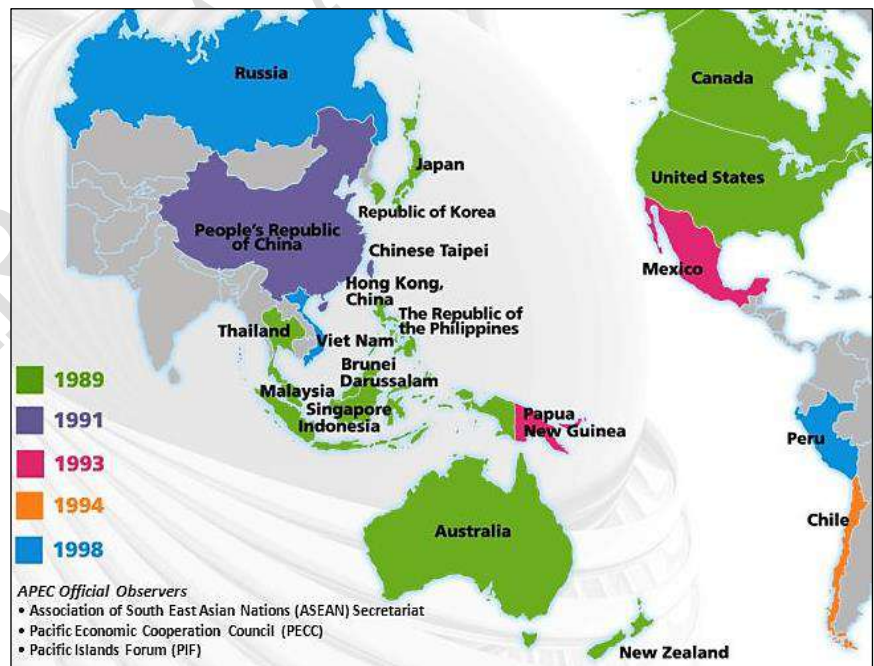 Russia
Canada
Japan
United States
Republic of Korea
People's Republic
of China
Chinese Taipei
Mexico
Hong Kong,
China
The Republic of
the Philippines
Thailand
Viet Nam
Brunei
Darussalam
Malaysia
Singapore
Indonesia
Papua
New Guinea
Peru
Chile
Australia
New Zealand
1989
1991
1993
1994
1998
APEC Official Observers
• Association of South East Asian Nations (ASEAN) Secretariat
• Pacific Economic Cooperation Council (PECC)
• Pacific Islands Forum (PIF)